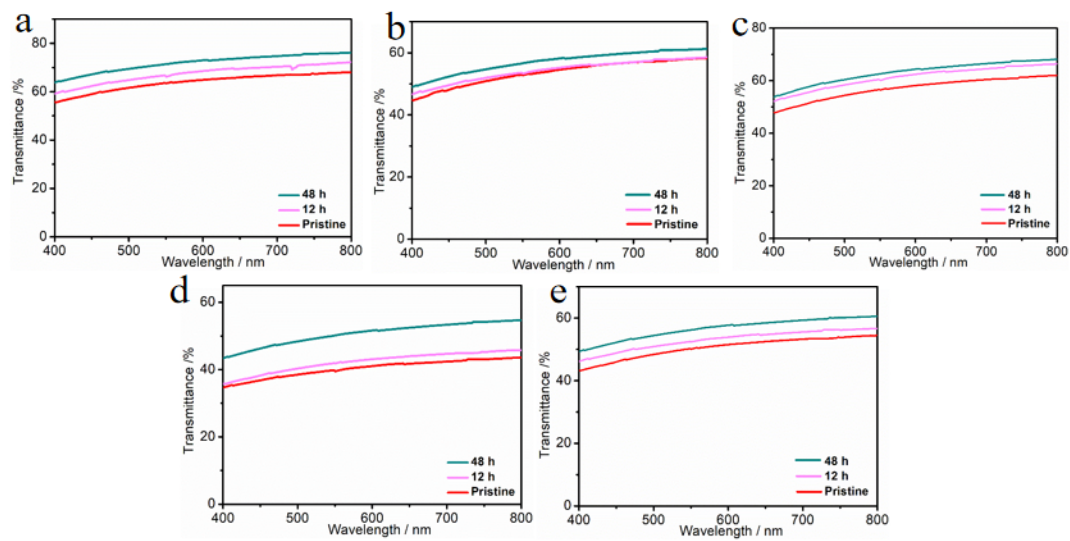 a
80
60
40
20
0
Transmittance /%
48 h
12 h
Pristine
400 500 600 700 800
Wavelength / nm
b
60
40
20
0
Transmittance /%
48 h
12 h
Pristine
400 500 600 700 800
Wavelength / nm
c
80
60
40
20
0
Transmittance /%
48 h
12 h
Pristine
400 500 600 700 800
Wavelength / nm
d
60
40
20
0
Transmittance /%
48 h
12 h
Pristine
400 500 600 700 800
Wavelength / nm
e
60
40
20
0
Transmittance /%
48 h
12 h
Pristine
400 500 600 700 800
Wavelength / nm